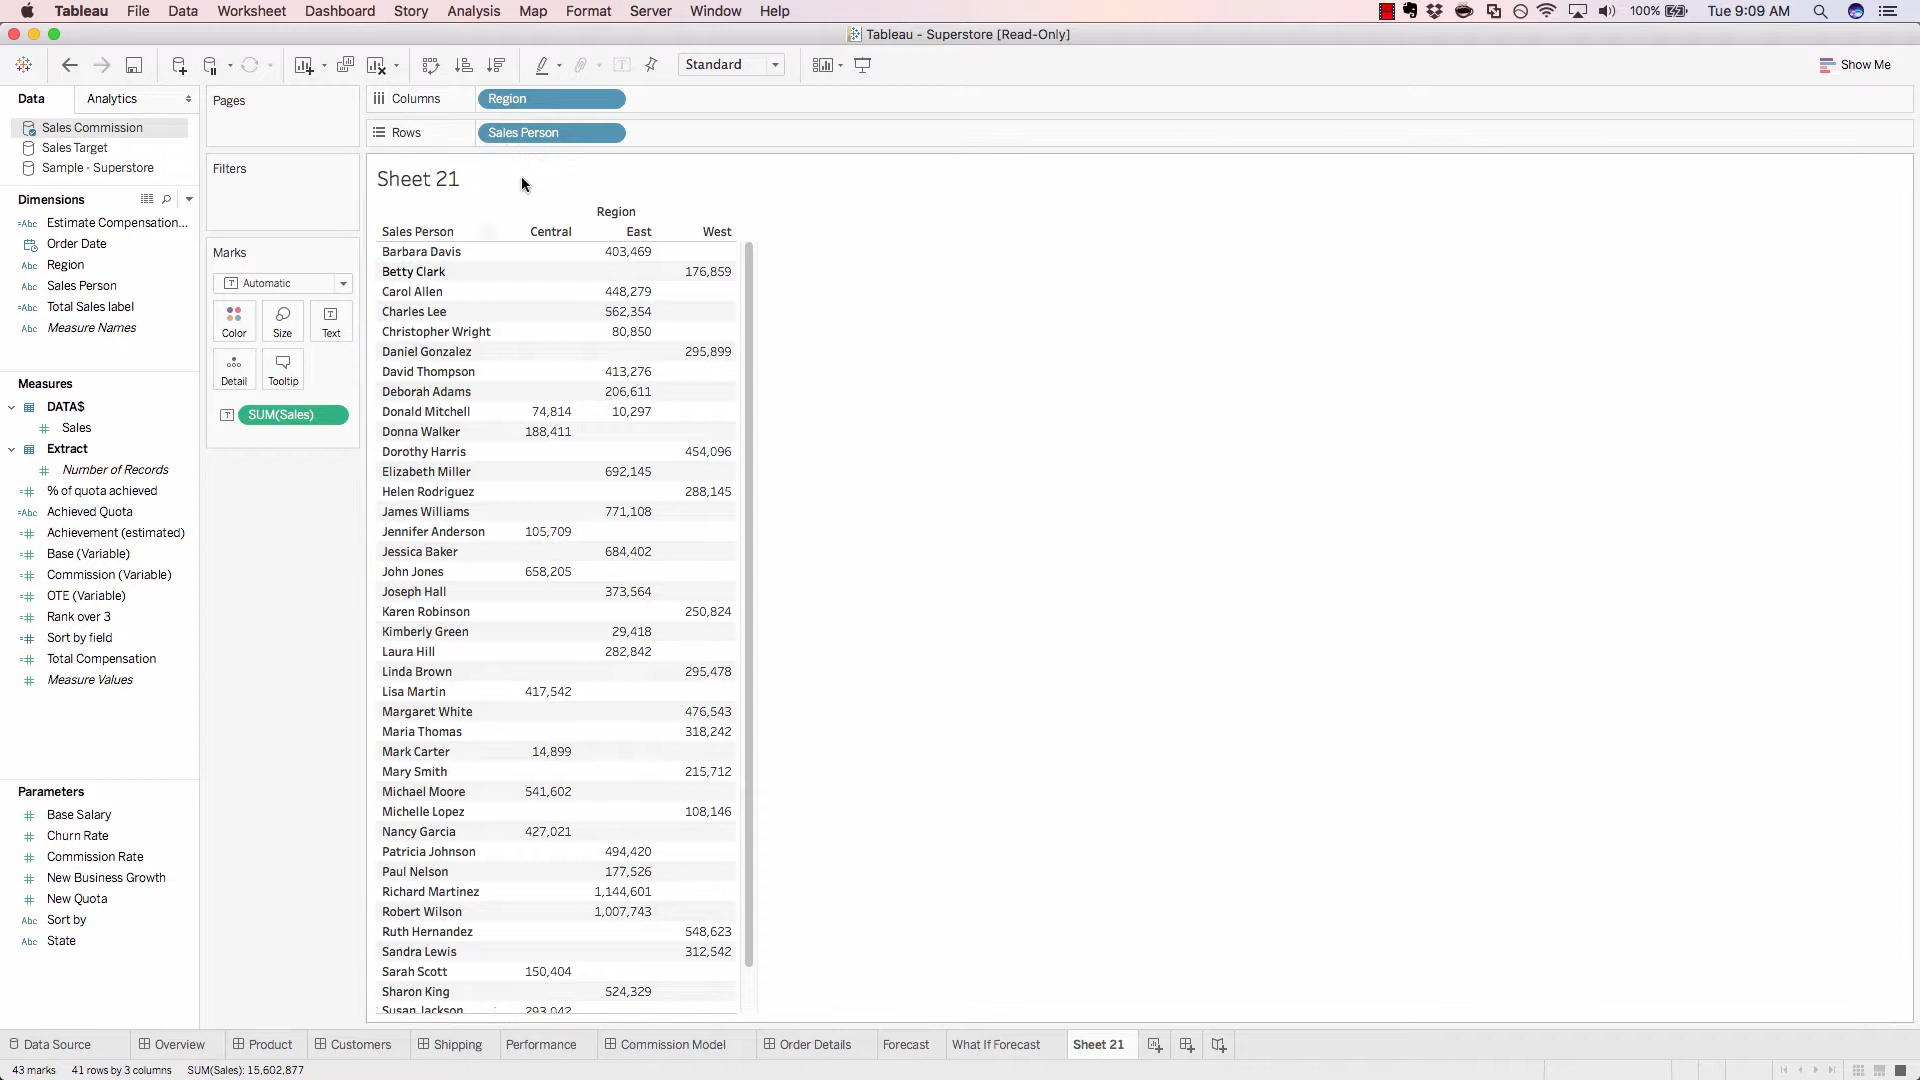 Tableau File Data Worksheet Dashboard Story Analysis Map Format Server Window Help 100% Tue 9:09 AM
Tableau - Superstore [Read-Only]
Standard Show Me
Data Analytics
Sales Commission
Sales Target
Sample - Superstore
Dimensions
Estimate Compensation...
Order Date
Region
Sales Person
Total Sales label
Measure Names
Measures
DATA$
Sales
Extract
Number of Records
% of quota achieved
Achieved Quota
Achievement (estimated)
Base (Variable)
Commission (Variable)
OTE (Variable)
Rank over 3
Sort by field
Total Compensation
Measure Values
Parameters
Base Salary
Churn Rate
Commission Rate
New Business Growth
New Quota
Sort by
State
Pages
Filters
Marks
Automatic
Color Size Text
Detail Tooltip
SUM(Sales)
Columns Region
Rows Sales Person
Sheet 21
Region
Sales Person Central East West
Barbara Davis 403,469
Betty Clark 176,859
Carol Allen 448,279
Charles Lee 562,354
Christopher Wright 80,850
Daniel Gonzalez 295,899
David Thompson 413,276
Deborah Adams 206,611
Donald Mitchell 74,814 10,297
Donna Walker 188,411
Dorothy Harris 454,096
Elizabeth Miller 692,145
Helen Rodriguez 288,145
James Williams 771,108
Jennifer Anderson 105,709
Jessica Baker 684,402
John Jones 658,205
Joseph Hall 373,564
Karen Robinson 250,824
Kimberly Green 29,418
Laura Hill 282,842
Linda Brown 295,478
Lisa Martin 417,542
Margaret White 476,543
Maria Thomas 318,242
Mark Carter 14,899
Mary Smith 215,712
Michael Moore 541,602
Michelle Lopez 108,146
Nancy Garcia 427,021
Patricia Johnson 494,420
Paul Nelson 177,526
Richard Martinez 1,144,601
Robert Wilson 1,007,743
Ruth Hernandez 548,623
Sandra Lewis 312,542
Sarah Scott 150,404
Sharon King 524,329
Susan Jackson 293,042
Data Source Overview Product Customers Shipping Performance Commission Model Order Details Forecast What If Forecast Sheet 21
43 marks 41 rows by 3 columns SUM(Sales): 15,602,877